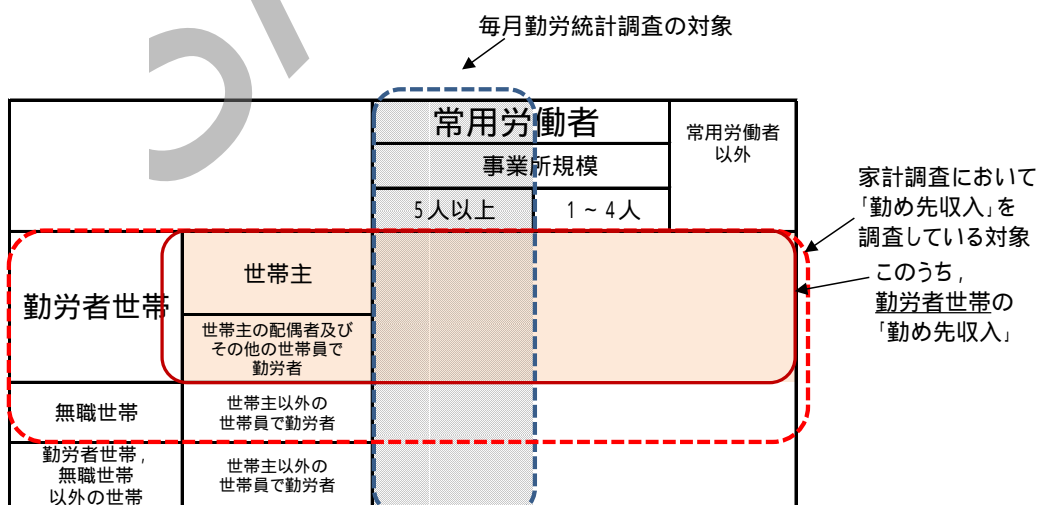 毎月勤労統計調査の対象
常用労働者
常用労働者
以外
事業所規模
5人以上
1~4人
家計調査において
「勤め先収入」を
調査している対象
このうち,
勤労者世帯の
「勤め先収入」
勤労者世帯
世帯主
世帯主の配偶者及び
その他の世帯員で
勤労者
無職世帯
世帯主以外の
世帯員で勤労者
勤労者世帯,
無職世帯
以外の世帯
世帯主以外の
世帯員で勤労者